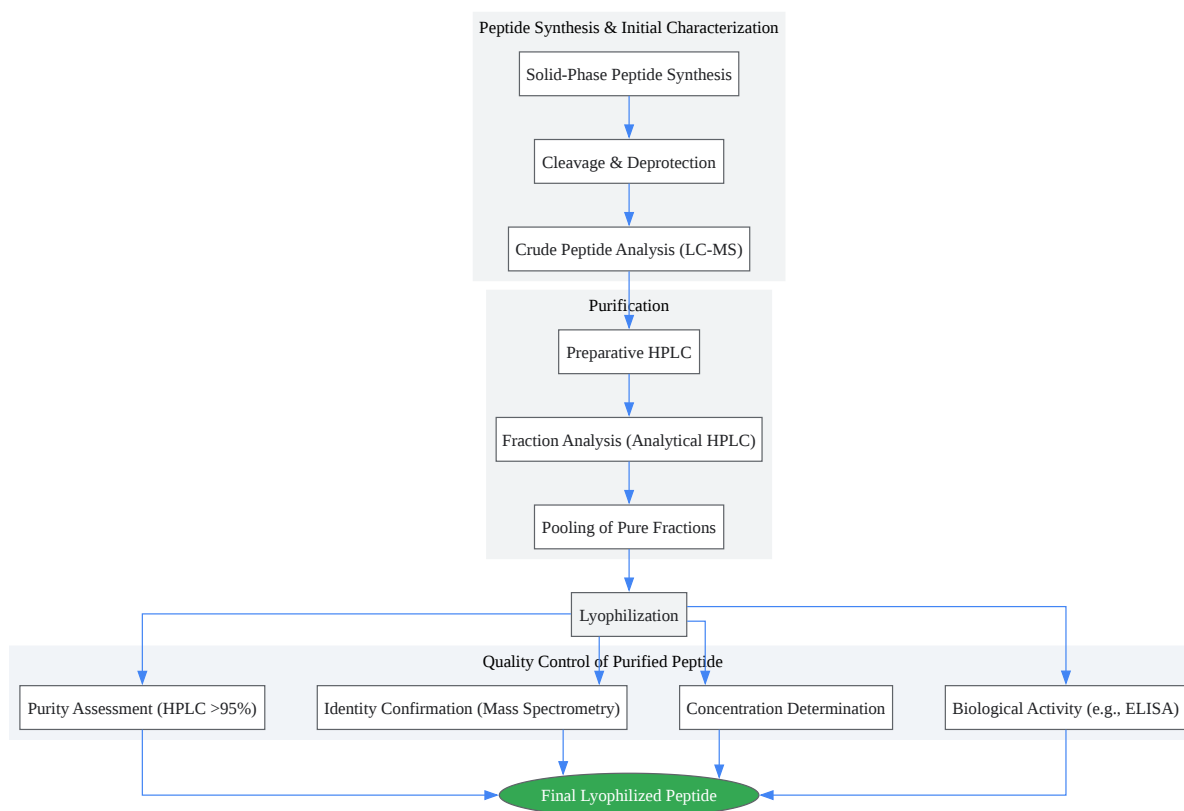 Peptide Synthesis & Initial Characterization
Solid-Phase Peptide Synthesis
Cleavage & Deprotection
Crude Peptide Analysis (LC-MS)
Purification
Preparative HPLC
Fraction Analysis (Analytical HPLC)
Pooling of Pure Fractions
Lyophilization
Quality Control of Purified Peptide
Purity Assessment (HPLC >95%)
Identity Confirmation (Mass Spectrometry)
Concentration Determination
Biological Activity (e.g., ELISA)
Final Lyophilized Peptide